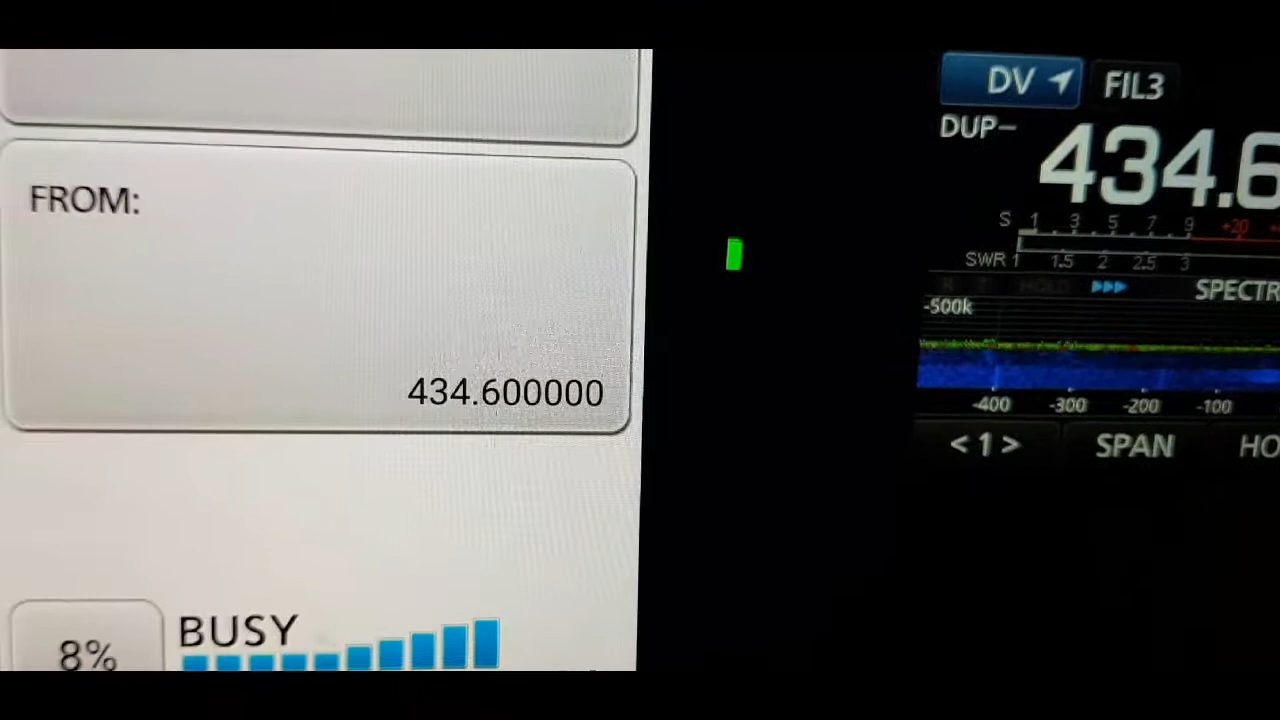 FROM:
434.600000
8%
BUSY
DV
FIL3
DUP−
434.6
S 1 3 5 7 9 +20
SWR 1 1.5 2 2.5 3
HOLD
SPECTR
-500k
-400 -300 -200 -100
<1> SPAN HO